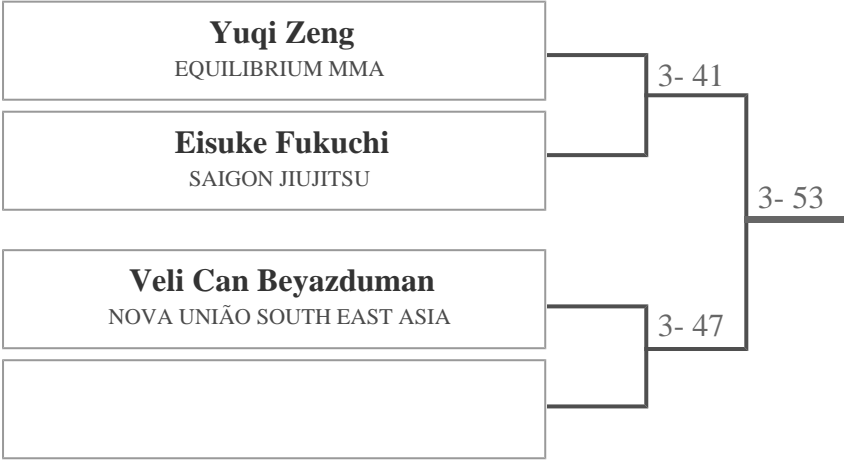 Yuqi Zeng
EQUILIBRIUM MMA
3- 41
Eisuke Fukuchi
SAIGON JIUJITSU
3- 53
Veli Can Beyazduman
NOVA UNIÃO SOUTH EAST ASIA
3- 47